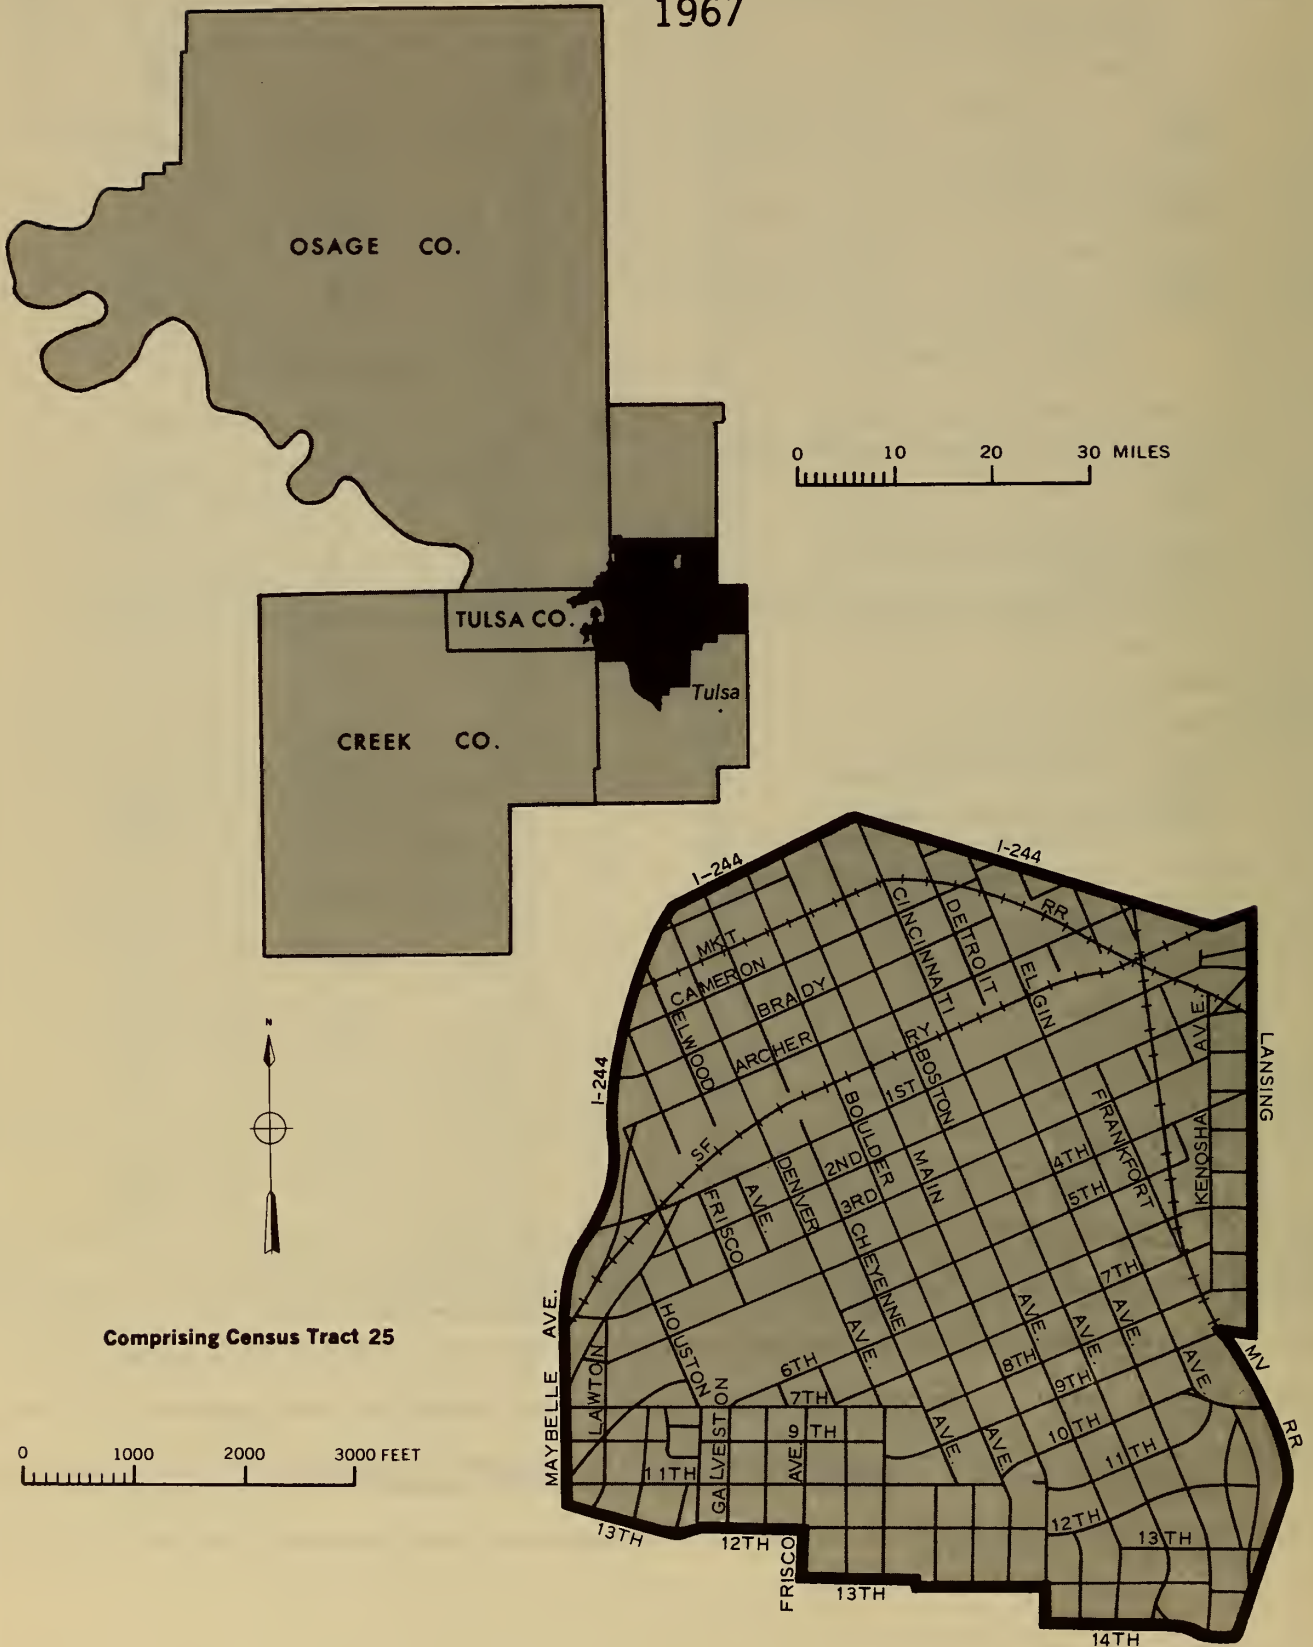 1967
OSAGE CO.
0 10 20 30 MILES
TULSA CO.
Tulsa
CREEK CO.
N
Comprising Census Tract 25
0 1000 2000 3000 FEET
I-244
I-244
I-244
RR
MKT
CAMERON
BRADY
ARCHER
ELWOOD
CINCINNATI
DETROIT
ELGIN
RY
BOSTON
1ST
SF
BOULDER
2ND
3RD
MAIN
DENVER
FRISCO
AVE.
CHEYENNE
FRANKFORT
4TH
5TH
7TH
KENOSHA
AVE.
LANSING
HOUSTON
LAWTON
MAYBELLE AVE.
6TH
7TH
AVE.
AVE.
AVE.
AVE.
AVE.
8TH
9TH
10TH
11TH
MV
RR
9TH
AVE.
GALVESTON
11TH
AVE.
AVE.
12TH
13TH
13TH
12TH
FRISCO
13TH
14TH